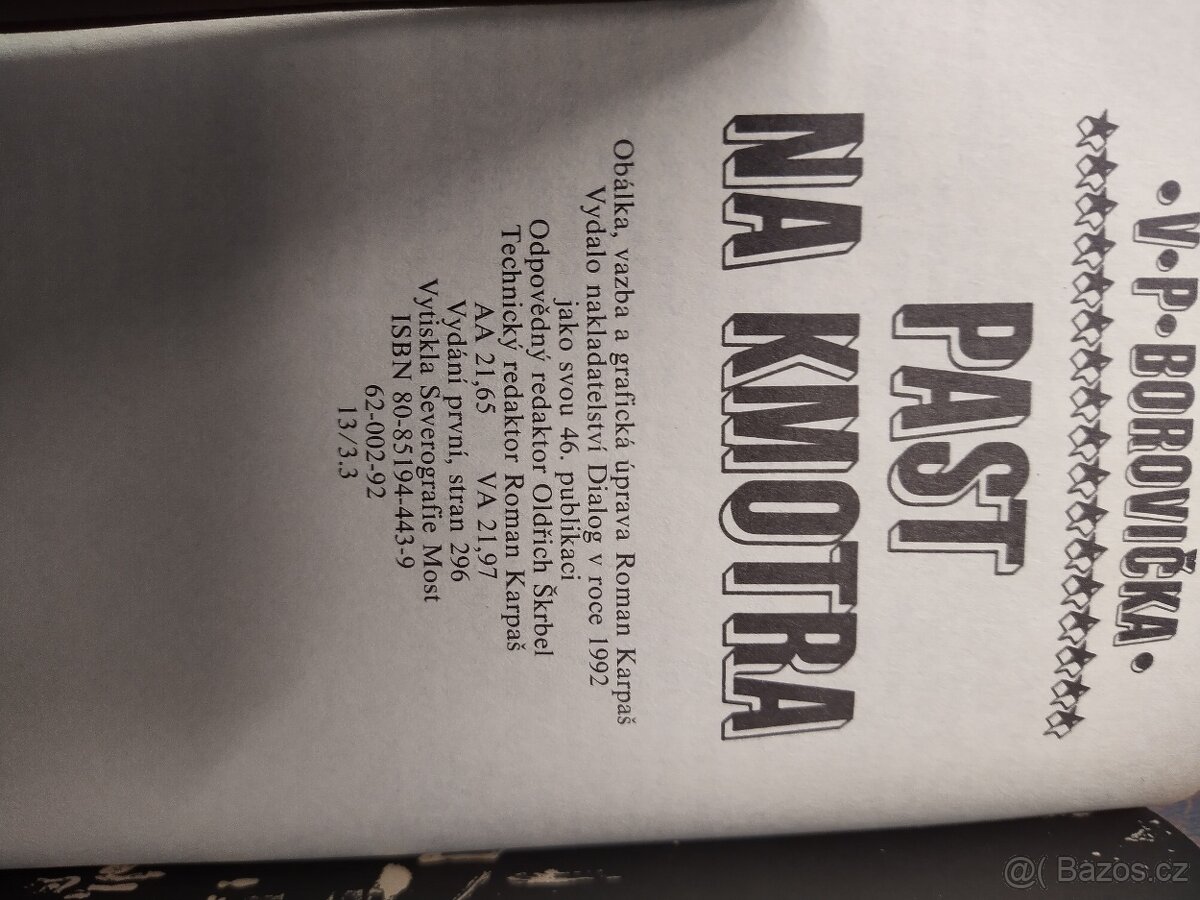 • V • P • BOROVIČKA •
PAST
NA KMOTRA
Obálka, vazba a grafická úprava Roman Karpaš
Vydalo nakladatelství Dialog v roce 1992
jako svou 46. publikaci
Odpovědný redaktor Oldřich Škrbel
Technický redaktor Roman Karpaš
AA 21,65 VA 21,97
Vydání první, stran 296
Vytiskla Severografie Most
ISBN 80-85194-443-9
62-002-92
13/3.3
@( Bazos.cz